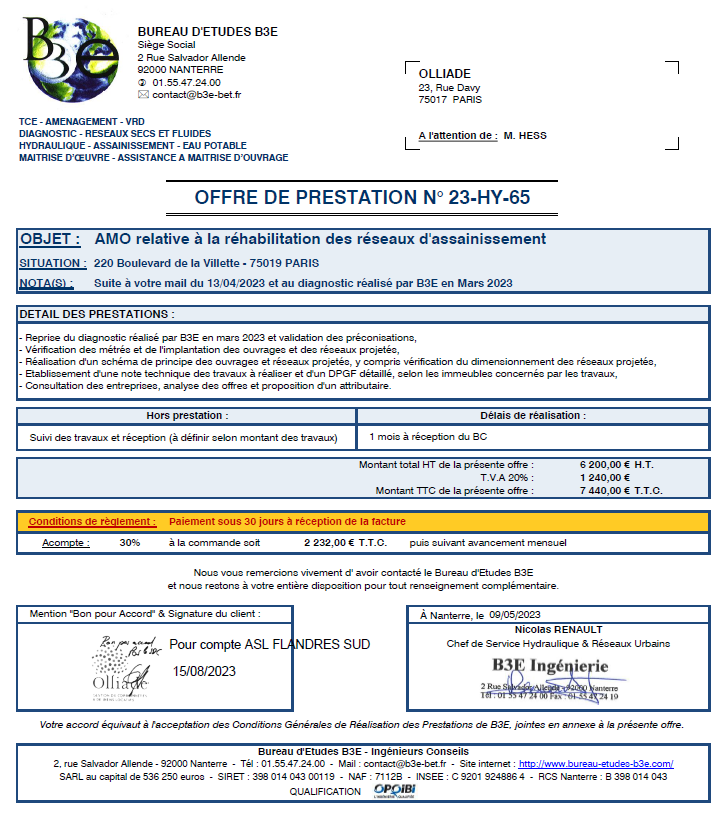 B3e
BUREAU D'ETUDES B3E
Siège Social
2 Rue Salvador Allende
92000 NANTERRE
01.55.47.24.00
contact@b3e-bet.fr
OLLIADE
23, Rue Davy
75017 PARIS
A l'attention de : M. HESS
TCE - AMENAGEMENT - VRD
DIAGNOSTIC - RESEAUX SECS ET FLUIDES
HYDRAULIQUE - ASSAINISSEMENT - EAU POTABLE
MAITRISE D'ŒUVRE - ASSISTANCE A MAITRISE D'OUVRAGE
OFFRE DE PRESTATION N° 23-HY-65
OBJET : AMO relative à la réhabilitation des réseaux d'assainissement
SITUATION : 220 Boulevard de la Villette - 75019 PARIS
NOTA(S) : Suite à votre mail du 13/04/2023 et au diagnostic réalisé par B3E en Mars 2023
DETAIL DES PRESTATIONS :
- Reprise du diagnostic réalisé par B3E en mars 2023 et validation des préconisations,
- Vérification des métrés et de l'implantation des ouvrages et des réseaux projetés,
- Réalisation d'un schéma de principe des ouvrages et réseaux projetés, y compris vérification du dimensionnement des réseaux projetés,
- Etablissement d'une note technique des travaux à réaliser et d'un DPGF détaillé, selon les immeubles concernés par les travaux,
- Consultation des entreprises, analyse des offres et proposition d'un attributaire.
Hors prestation : Délais de réalisation :
Suivi des travaux et réception (à définir selon montant des travaux) 1 mois à réception du BC
Montant total HT de la présente offre : 6 200,00 € H.T.
T.V.A 20% : 1 240,00 €
Montant TTC de la présente offre : 7 440,00 € T.T.C.
Conditions de règlement : Paiement sous 30 jours à réception de la facture
Acompte : 30% à la commande soit 2 232,00 € T.T.C. puis suivant avancement mensuel
Nous vous remercions vivement d' avoir contacté le Bureau d'Etudes B3E
et nous restons à votre entière disposition pour tout renseignement complémentaire.
Mention "Bon pour Accord" & Signature du client :
Bon pour accord
Pour compte ASL FLANDRES SUD
15/08/2023
Olliade
À Nanterre, le 09/05/2023
Nicolas RENAULT
Chef de Service Hydraulique & Réseaux Urbains
B3E Ingénierie
2 Rue Salvador Allende - 92000 Nanterre
Tél : 01 55 47 24 00 Fax : 01 55 47 24 19
Votre accord équivaut à l'acceptation des Conditions Générales de Réalisation des Prestations de B3E, jointes en annexe à la présente offre.
Bureau d'Etudes B3E - Ingénieurs Conseils
2, rue Salvador Allende - 92000 Nanterre - Tél : 01.55.47.24.00 - Mail : contact@b3e-bet.fr - Site internet : http://www.bureau-etudes-b3e.com/
SARL au capital de 536 250 euros - SIRET : 398 014 043 00119 - NAF : 7112B - INSEE : C 9201 924886 4 - RCS Nanterre : B 398 014 043
QUALIFICATION OPQIBI
L'INGÉNIERIE QUALIFIÉE